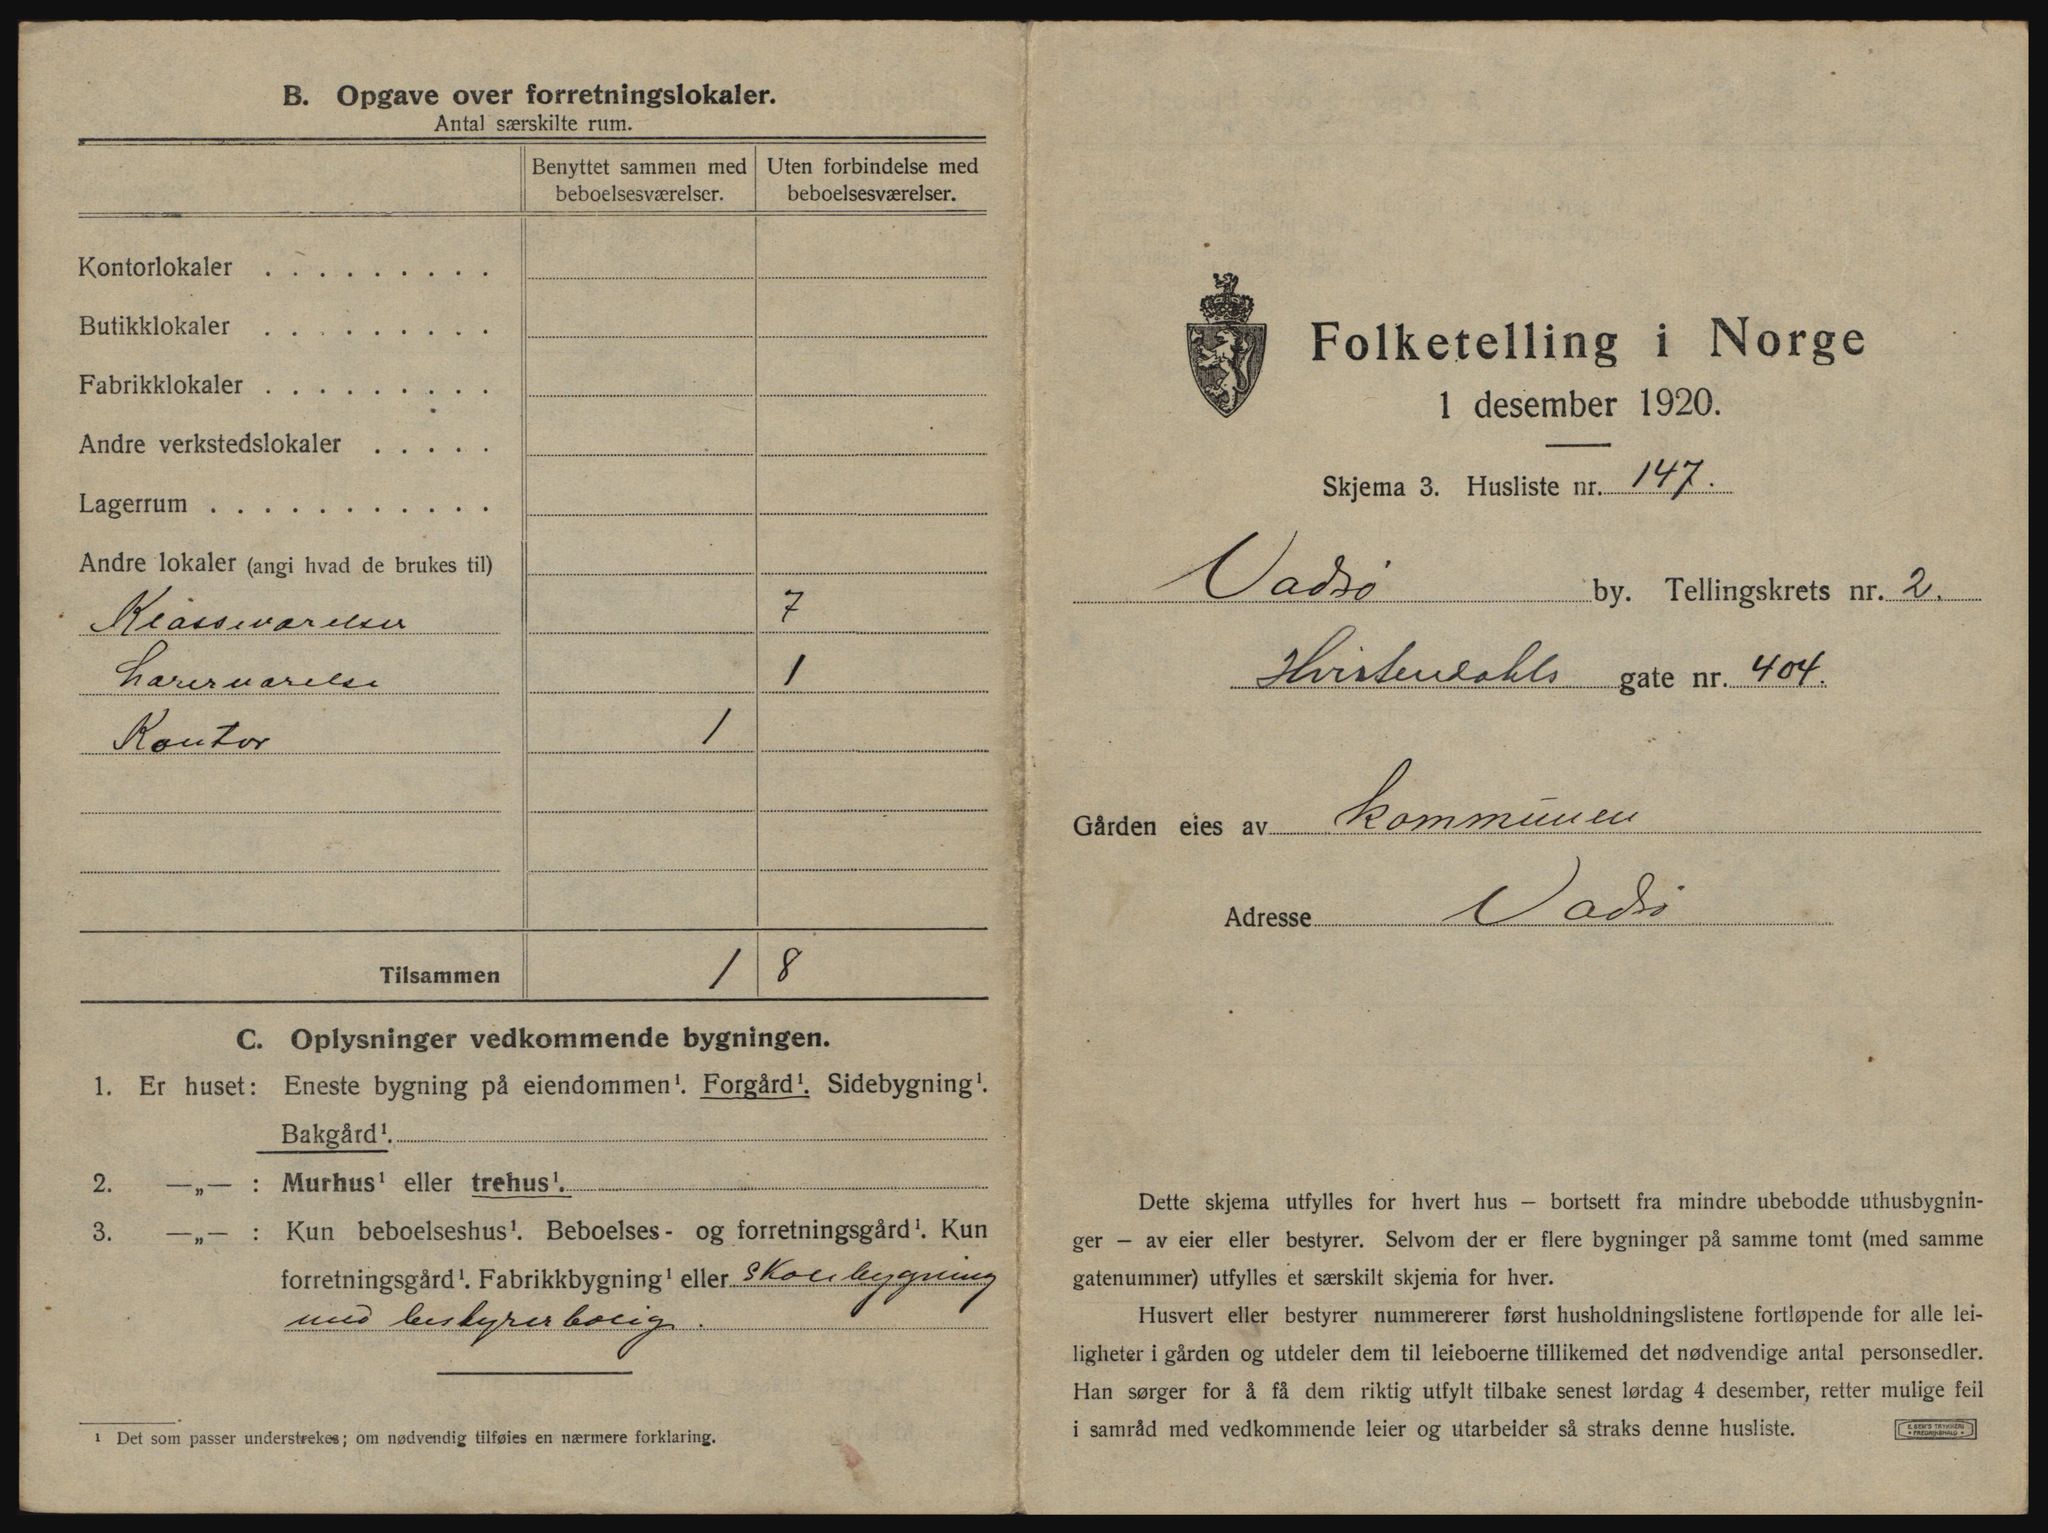 B. Opgave over forretningslokaler.
Antal særskilte rum.
Benyttet sammen med beboelsesværelser.
Uten forbindelse med beboelsesværelser.
Kontorlokaler . . . . . . . . .
Butikklokaler . . . . . . . . .
Fabrikklokaler . . . . . . . . .
Andre verkstedslokaler . . . . .
Lagerrum . . . . . . . . . . .
Andre lokaler (angi hvad de brukes til)
Klasseværelser 7
Lærerværelse 1
Kontor 1
Tilsammen 1 8
C. Oplysninger vedkommende bygningen.
1. Er huset: Eneste bygning på eiendommen¹. Forgård¹. Sidebygning¹.
Bakgård¹.
2. —„— : Murhus¹ eller trehus¹.
3. —„— : Kun beboelseshus¹. Beboelses- og forretningsgård¹. Kun
forretningsgård¹. Fabrikkbygning¹ eller skolebygning
med bestyrerbolig.
¹ Det som passer understrekes; om nødvendig tilføies en nærmere forklaring.
Folketelling i Norge
1 desember 1920.
Skjema 3. Husliste nr. 147.
Vadsø by. Tellingskrets nr. 2.
Hvistendahls gate nr. 404.
Gården eies av kommunen
Adresse Vadsø
Dette skjema utfylles for hvert hus – bortsett fra mindre ubebodde uthusbygnin-
ger – av eier eller bestyrer. Selvom der er flere bygninger på samme tomt (med samme
gatenummer) utfylles et særskilt skjema for hver.
Husvert eller bestyrer nummererer først husholdningslistene fortløpende for alle lei-
ligheter i gården og utdeler dem til leieboerne tillikemed det nødvendige antal personsedler.
Han sørger for å få dem riktig utfylt tilbake senest lørdag 4 desember, retter mulige feil
i samråd med vedkommende leier og utarbeider så straks denne husliste.
E. SEM'S TRYKKERI
FREDRIKSHALD